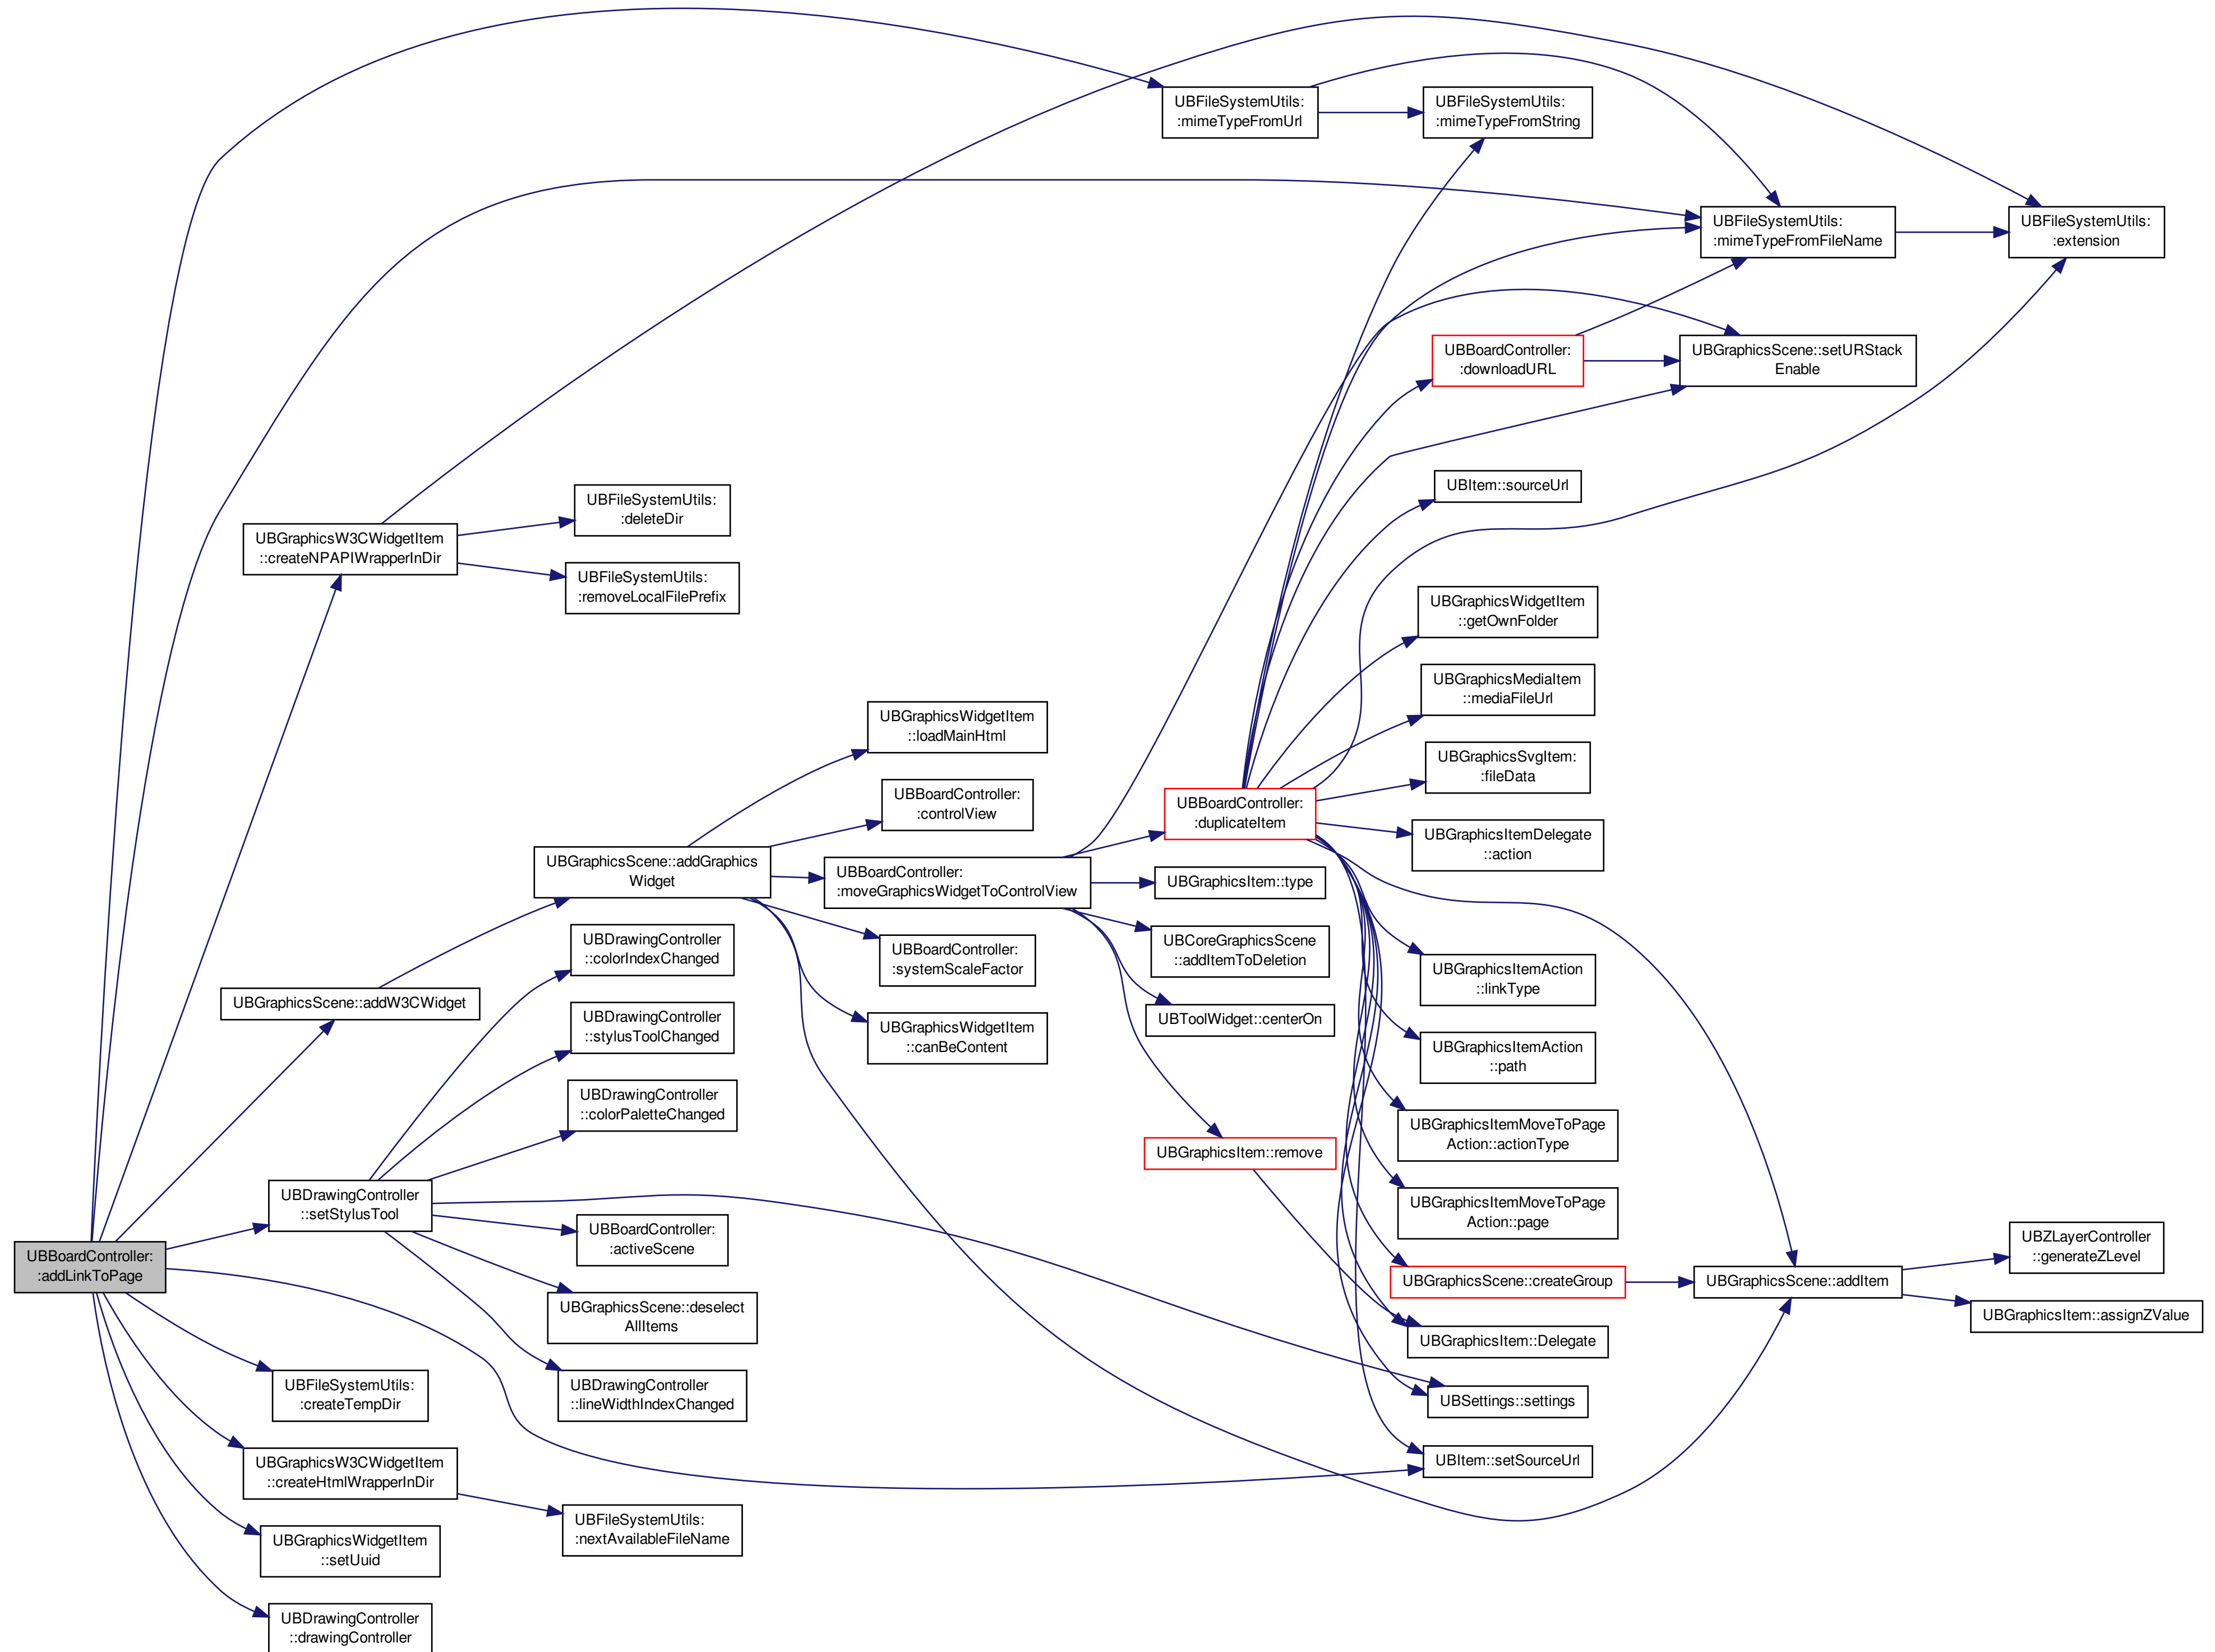 UBFileSystemUtils:
:mimeTypeFromUrl
UBFileSystemUtils:
:mimeTypeFromString
UBFileSystemUtils:
:mimeTypeFromFileName
UBFileSystemUtils:
:extension
UBBoardController:
:downloadURL
UBGraphicsScene::setURStack
Enable
UBItem::sourceUrl
UBFileSystemUtils:
:deleteDir
UBGraphicsW3CWidgetItem
::createNPAPIWrapperInDir
UBFileSystemUtils:
:removeLocalFilePrefix
UBGraphicsWidgetItem
::getOwnFolder
UBGraphicsMediaItem
::mediaFileUrl
UBGraphicsWidgetItem
::loadMainHtml
UBGraphicsSvgItem:
:fileData
UBBoardController:
:controlView
UBBoardController:
:duplicateItem
UBGraphicsItemDelegate
::action
UBGraphicsScene::addGraphics
Widget
UBBoardController:
:moveGraphicsWidgetToControlView
UBGraphicsItem::type
UBDrawingController
::colorIndexChanged
UBBoardController:
:systemScaleFactor
UBCoreGraphicsScene
::addItemToDeletion
UBGraphicsItemAction
::linkType
UBGraphicsScene::addW3CWidget
UBDrawingController
::stylusToolChanged
UBGraphicsWidgetItem
::canBeContent
UBToolWidget::centerOn
UBGraphicsItemAction
::path
UBDrawingController
::colorPaletteChanged
UBGraphicsItem::remove
UBGraphicsItemMoveToPage
Action::actionType
UBDrawingController
::setStylusTool
UBGraphicsItemMoveToPage
Action::page
UBBoardController:
:activeScene
UBBoardController:
:addLinkToPage
UBGraphicsScene::createGroup
UBGraphicsScene::addItem
UBZLayerController
::generateZLevel
UBGraphicsScene::deselect
AllItems
UBGraphicsItem::assignZValue
UBGraphicsItem::Delegate
UBFileSystemUtils:
:createTempDir
UBDrawingController
::lineWidthIndexChanged
UBSettings::settings
UBGraphicsW3CWidgetItem
::createHtmlWrapperInDir
UBItem::setSourceUrl
UBFileSystemUtils:
:nextAvailableFileName
UBGraphicsWidgetItem
::setUuid
UBDrawingController
::drawingController